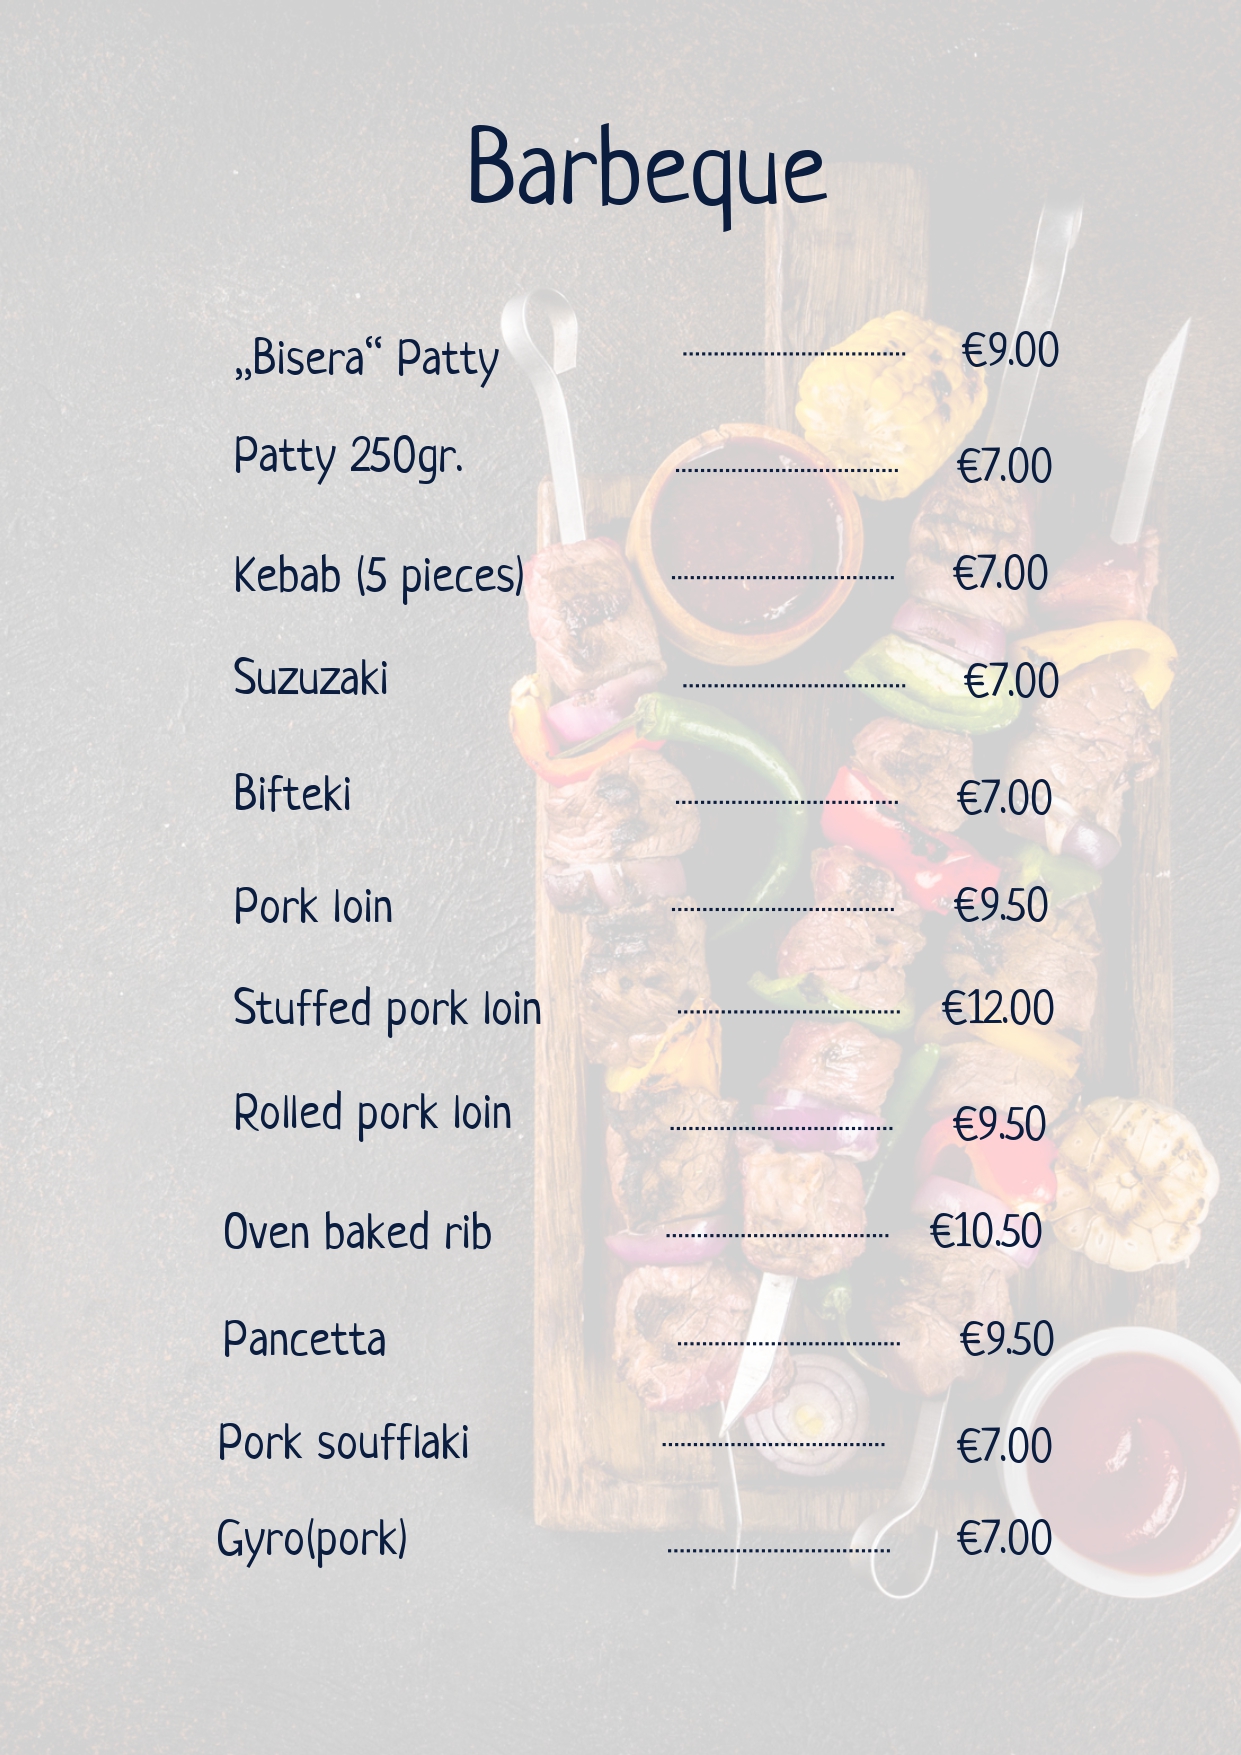 Barbeque
„Bisera“ Patty ........................ €9.00
Patty 250gr. ........................ €7.00
Kebab (5 pieces) ........................ €7.00
Suzuzaki ........................ €7.00
Bifteki ........................ €7.00
Pork loin ........................ €9.50
Stuffed pork loin ........................ €12.00
Rolled pork loin ........................ €9.50
Oven baked rib ........................ €10.50
Pancetta ........................ €9.50
Pork soufflaki ........................ €7.00
Gyro(pork) ........................ €7.00